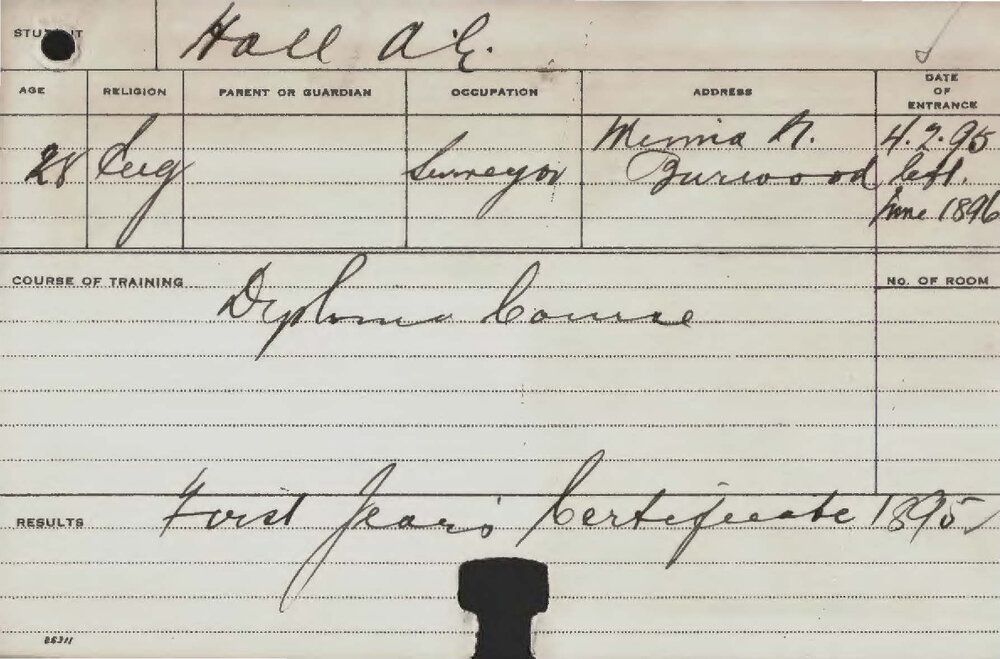 STUDENT Hall A.E.
AGE RELIGION PARENT OR GUARDIAN OCCUPATION ADDRESS DATE OF ENTRANCE
28 Eng Surveyor Burwood 4.2.95
left.
June 1896
COURSE OF TRAINING Diploma Course NO. OF ROOM
RESULTS First Year's Certificate 1895